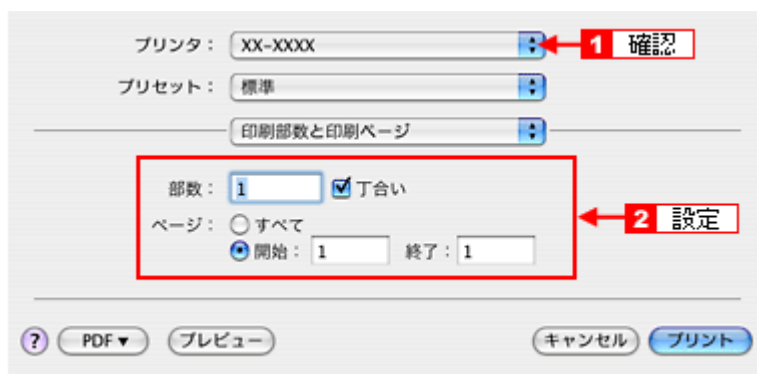 プリンタ： XX-XXXX 1 確認
プリセット： 標準
印刷部数と印刷ページ
部数： 1 丁合い
ページ： すべて
開始： 1 終了： 1
2 設定
? PDF▼ プレビュー キャンセル プリント